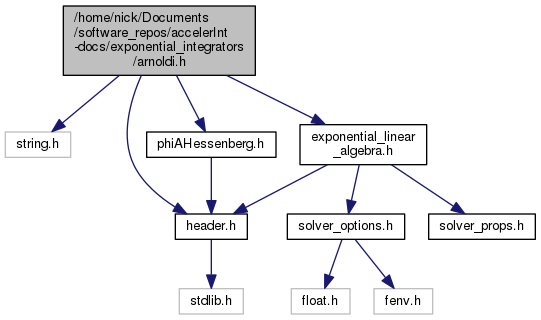 /home/nick/Documents
/software_repos/accelerInt
-docs/exponential_integrators
/arnoldi.h
string.h
phiAHessenberg.h
exponential_linear
_algebra.h
header.h
solver_options.h
solver_props.h
stdlib.h
float.h
fenv.h